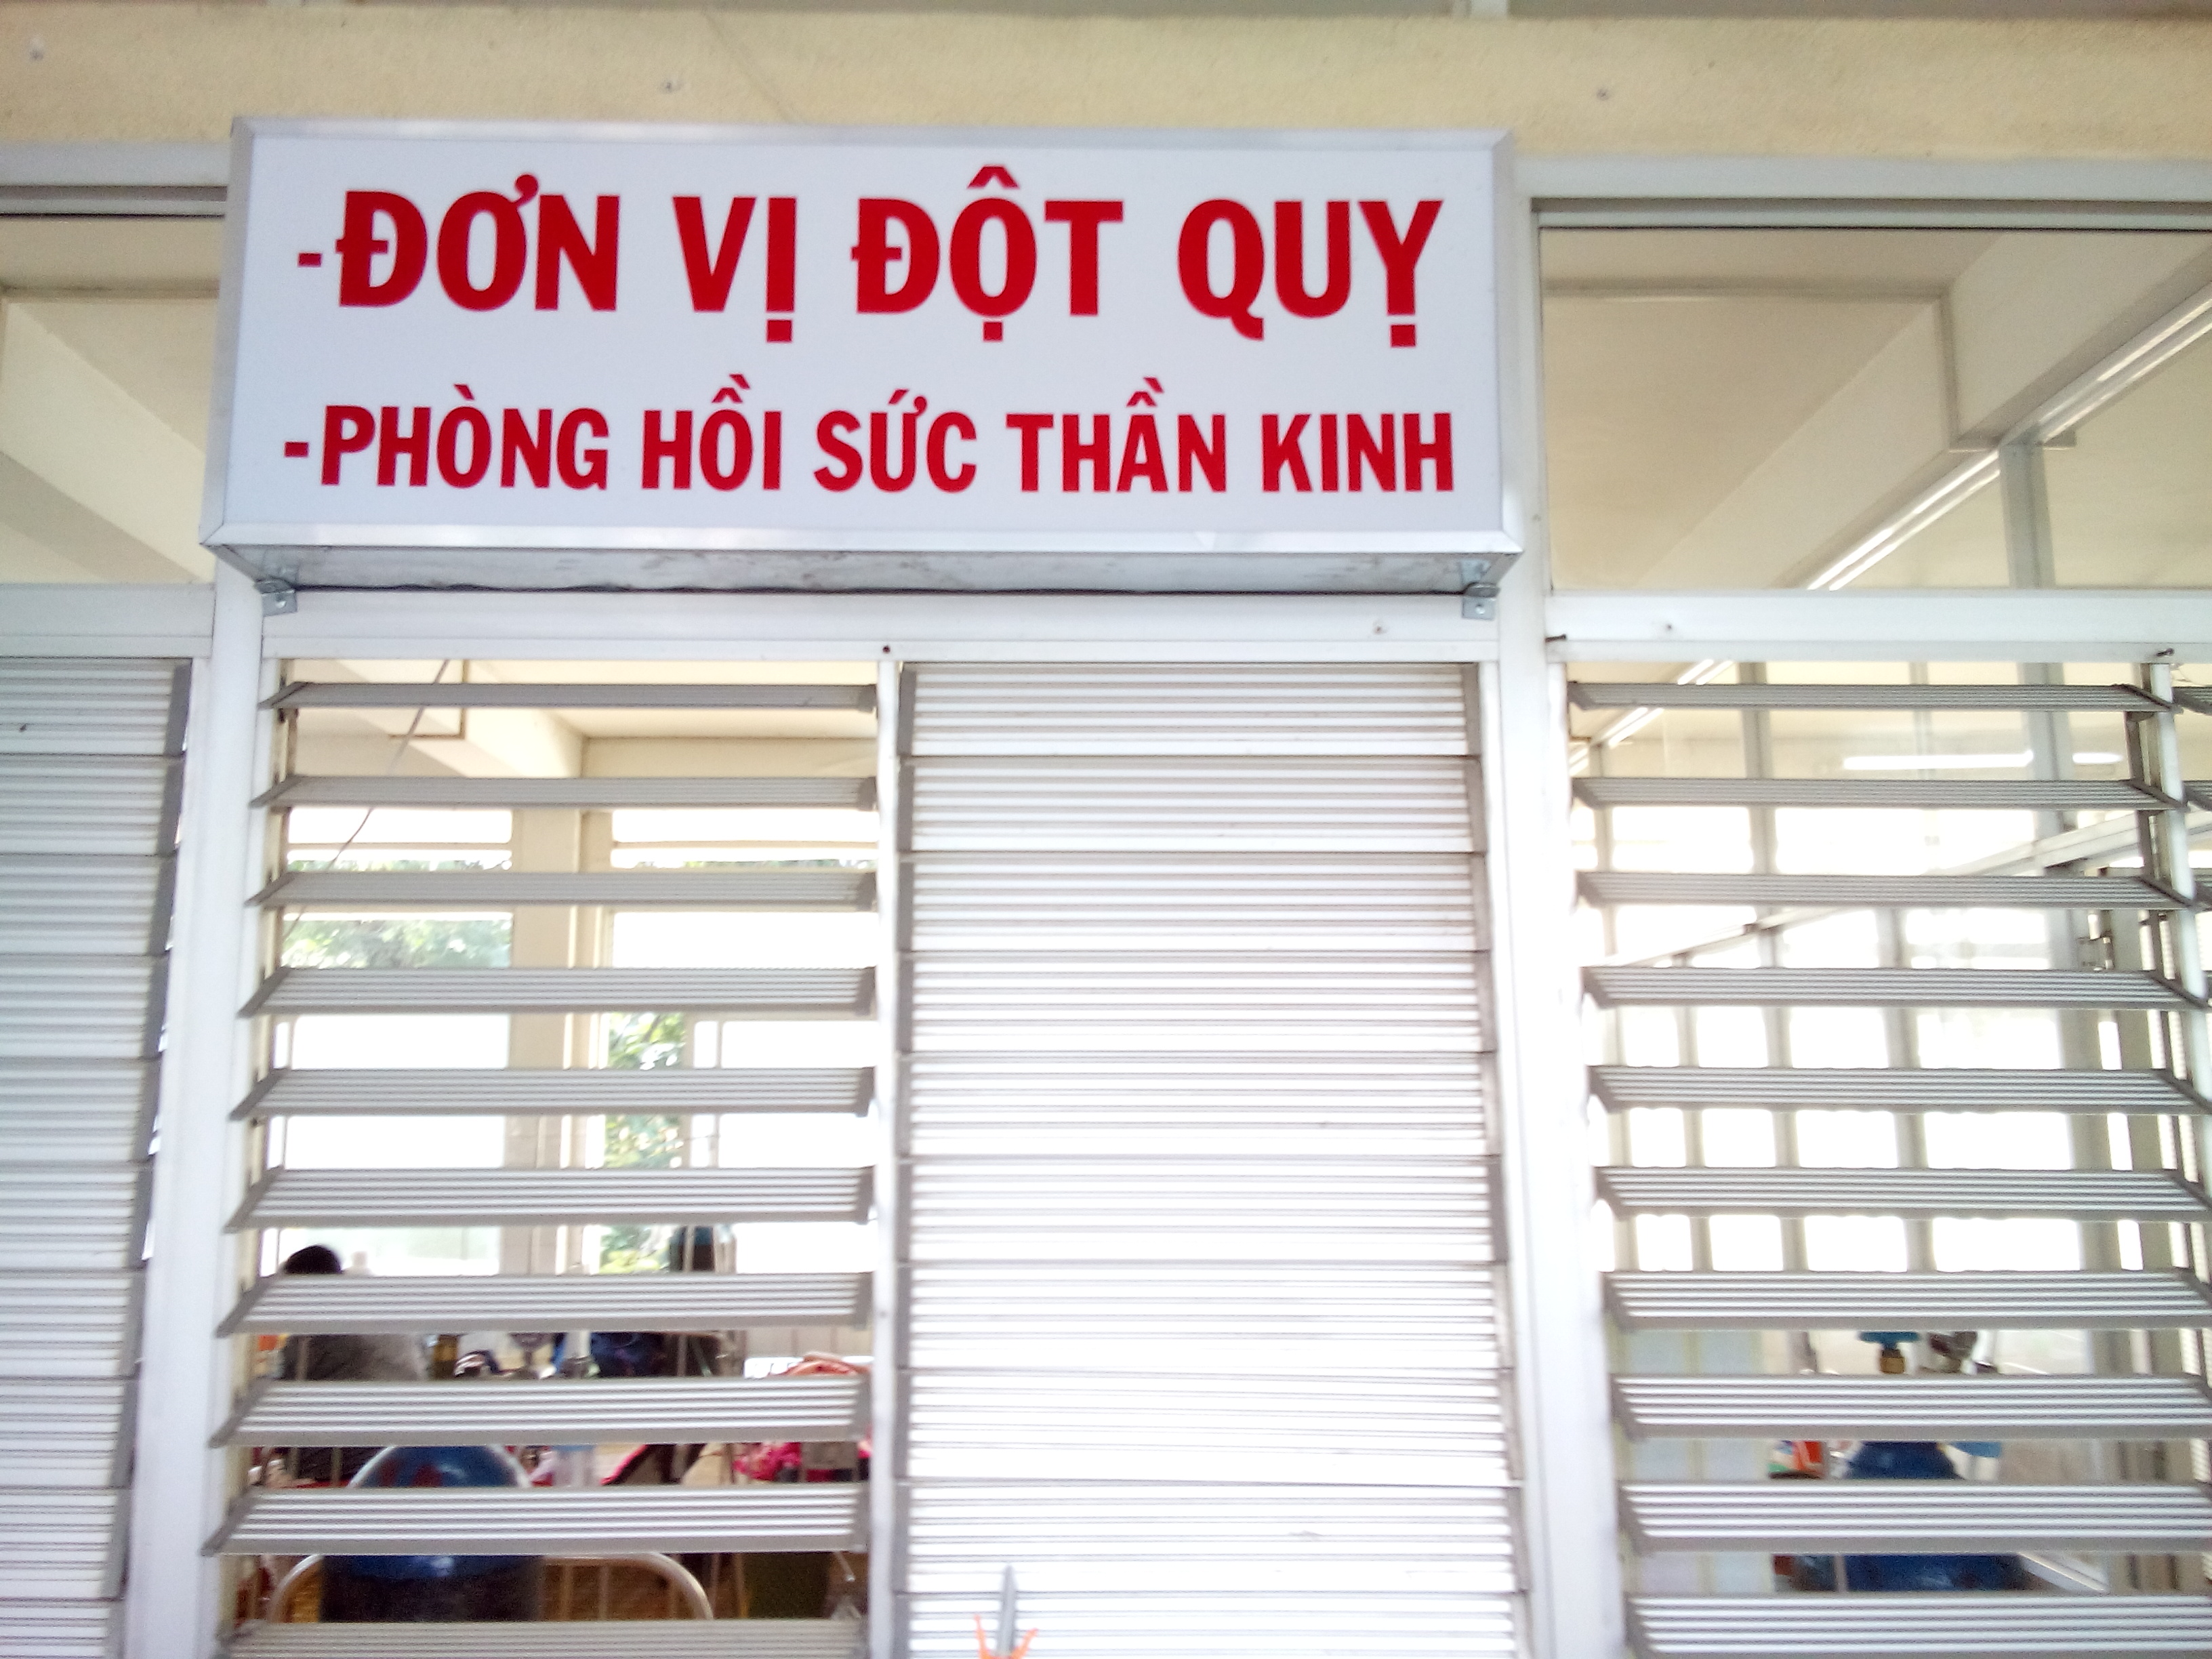 -ĐƠN VỊ ĐỘT QUỴ
-PHÒNG HỒI SỨC THẦN KINH